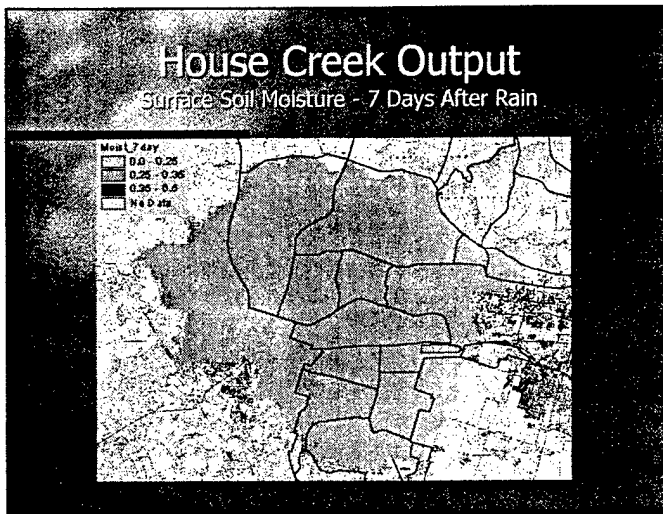 House Creek Output
Surface Soil Moisture - 7 Days After Rain
Moist_7day
0.0 - 0.25
0.25 - 0.35
0.35 - 0.5
No Data